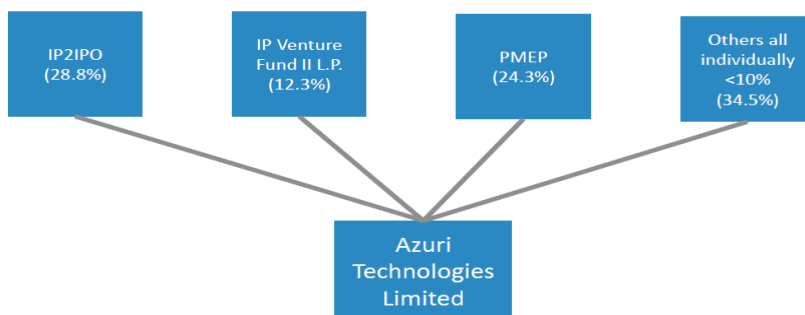 IP2IPO
(28.8%)
IP Venture
Fund II L.P.
(12.3%)
PMEP
(24.3%)
Others all
individually
<10%
(34.5%)
Azuri
Technologies
Limited